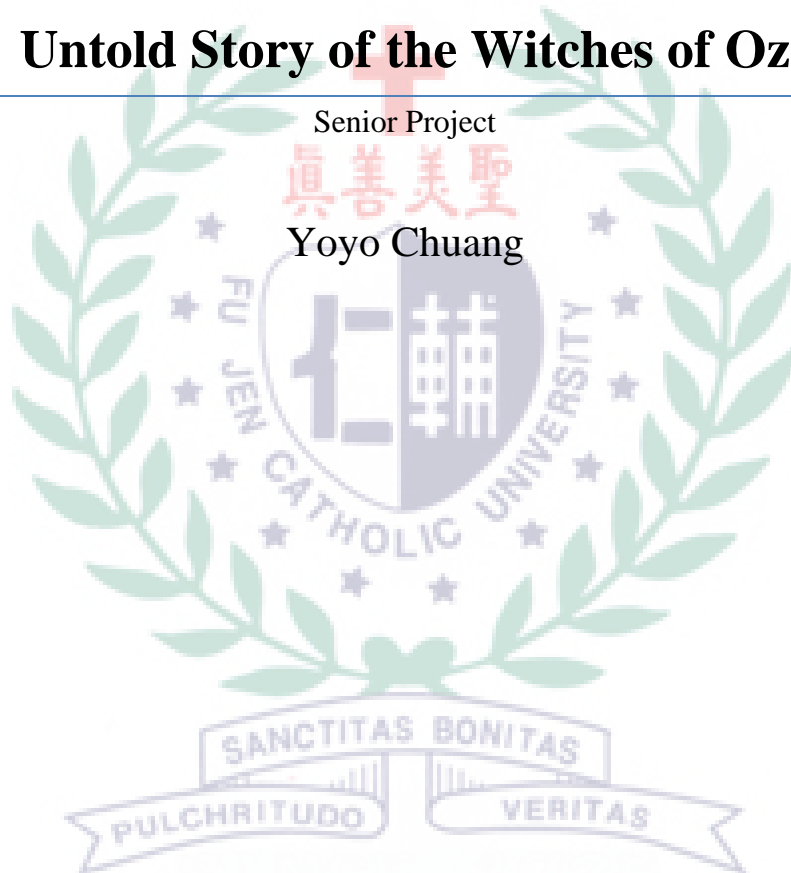 Untold Story of the Witches of Oz
Senior Project
眞善美聖
Yoyo Chuang
FU JEN CATHOLIC UNIVERSITY
仁輔
SANCTITAS BONITAS
PULCHRITUDO VERITAS